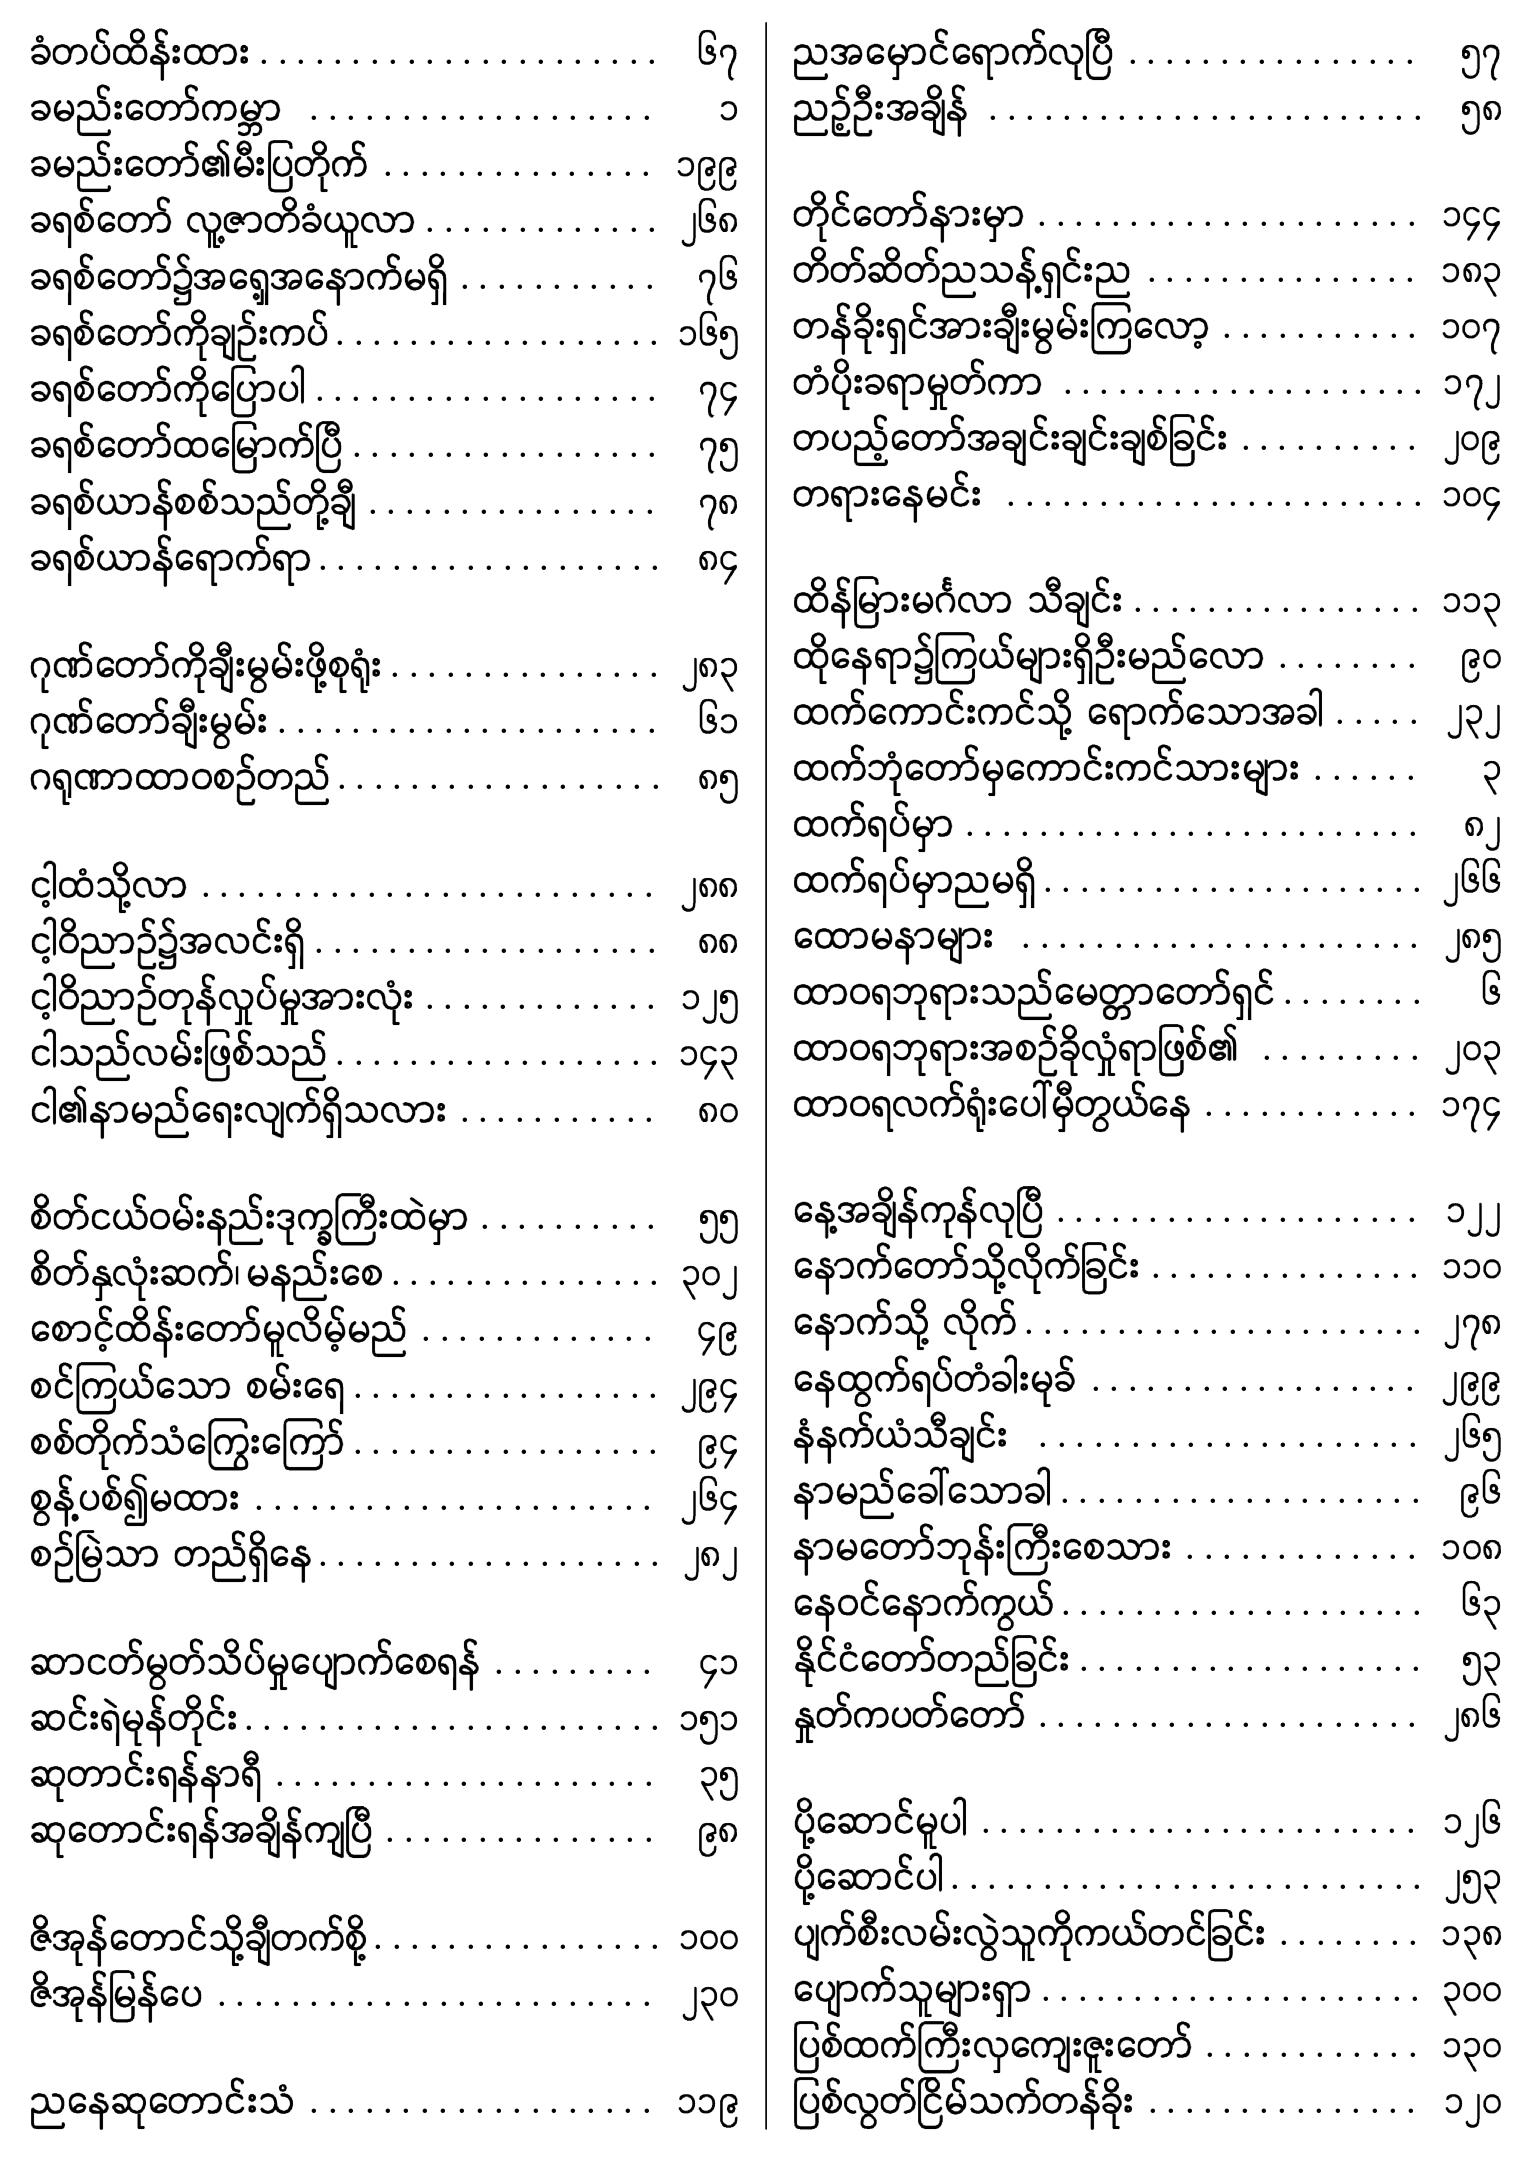 ခံတပ်ထိန်းထား . . . . . . . . . . . . . . . . . . . . . . ၆၇
ခမည်းတော်ကမ္ဘာ . . . . . . . . . . . . . . . . . . . ၁
ခမည်းတော်၏မီးပြတိုက် . . . . . . . . . . . . . . . ၁၉၉
ခရစ်တော် လူ့ဇာတိခံယူလာ . . . . . . . . . . . . . ၂၆၈
ခရစ်တော်၌အရှေ့အနောက်မရှိ . . . . . . . . . . . ၇၆
ခရစ်တော်ကိုချဉ်းကပ် . . . . . . . . . . . . . . . . . . ၁၆၅
ခရစ်တော်ကိုပြောပါ . . . . . . . . . . . . . . . . . . . ၇၄
ခရစ်တော်ထမြောက်ပြီ . . . . . . . . . . . . . . . . . ၇၅
ခရစ်ယာန်စစ်သည်တို့ချီ . . . . . . . . . . . . . . . . ၇၈
ခရစ်ယာန်ရောက်ရာ . . . . . . . . . . . . . . . . . . . ၈၄
ဂုဏ်တော်ကိုချီးမွမ်းဖို့စုရုံး . . . . . . . . . . . . . . . ၂၈၃
ဂုဏ်တော်ချီးမွမ်း . . . . . . . . . . . . . . . . . . . . . ၆၁
ဂရုဏာထာဝစဉ်တည် . . . . . . . . . . . . . . . . . . ၈၅
ငါ့ထံသို့လာ . . . . . . . . . . . . . . . . . . . . . . . . . ၂၈၈
ငါ့ဝိညာဉ်၌အလင်းရှိ . . . . . . . . . . . . . . . . . . . ၈၈
ငါ့ဝိညာဉ်တုန်လှုပ်မှုအားလုံး . . . . . . . . . . . . . ၁၂၅
ငါသည်လမ်းဖြစ်သည် . . . . . . . . . . . . . . . . . . ၁၄၃
ငါ၏နာမည်ရေးလျက်ရှိသလား . . . . . . . . . . . ၈၀
စိတ်ငယ်ဝမ်းနည်းဒုက္ခကြီးထဲမှာ . . . . . . . . . . ၅၅
စိတ်နှလုံးဆက်၊ မနည်းစေ . . . . . . . . . . . . . . . ၃၀၂
စောင့်ထိန်းတော်မူလိမ့်မည် . . . . . . . . . . . . . ၄၉
စင်ကြယ်သော စမ်းရေ . . . . . . . . . . . . . . . . . ၂၉၄
စစ်တိုက်သံကြွေးကြော် . . . . . . . . . . . . . . . . . ၉၄
စွန့်ပစ်၍မထား . . . . . . . . . . . . . . . . . . . . . . ၂၆၄
စဉ်မြဲသာ တည်ရှိနေ . . . . . . . . . . . . . . . . . . . ၂၈၂
ဆာငတ်မွတ်သိပ်မှုပျောက်စေရန် . . . . . . . . . ၄၁
ဆင်းရဲမုန်တိုင်း . . . . . . . . . . . . . . . . . . . . . . . ၁၅၁
ဆုတာင်းရန်နာရီ . . . . . . . . . . . . . . . . . . . . . ၃၅
ဆုတောင်းရန်အချိန်ကျပြီ . . . . . . . . . . . . . . . ၉၈
ဇိအုန်တောင်သို့ချီတက်စို့ . . . . . . . . . . . . . . . . ၁၀၀
ဇိအုန်မြန်ပေ . . . . . . . . . . . . . . . . . . . . . . . . ၂၃၀
ညနေဆုတောင်းသံ . . . . . . . . . . . . . . . . . . . ၁၁၉
ညအမှောင်ရောက်လုပြီ . . . . . . . . . . . . . . . . ၅၇
ညဉ့်ဦးအချိန် . . . . . . . . . . . . . . . . . . . . . . . . ၅၈
တိုင်တော်နားမှာ . . . . . . . . . . . . . . . . . . . . . ၁၄၄
တိတ်ဆိတ်ညသန့်ရှင်းည . . . . . . . . . . . . . . . ၁၈၃
တန်ခိုးရှင်အားချီးမွမ်းကြလော့ . . . . . . . . . . . ၁၀၇
တံပိုးခရာမှုတ်ကာ . . . . . . . . . . . . . . . . . . . . ၁၇၂
တပည့်တော်အချင်းချင်းချစ်ခြင်း . . . . . . . . . . ၂၀၉
တရားနေမင်း . . . . . . . . . . . . . . . . . . . . . . . ၁၀၄
ထိန်မြားမင်္ဂလာ သီချင်း . . . . . . . . . . . . . . . . ၁၁၃
ထိုနေရာ၌ကြယ်များရှိဦးမည်လော . . . . . . . . ၉၀
ထက်ကောင်းကင်သို့ ရောက်သောအခါ . . . . . ၂၃၂
ထက်ဘုံတော်မှကောင်းကင်သားများ . . . . . . ၃
ထက်ရပ်မှာ . . . . . . . . . . . . . . . . . . . . . . . . . ၈၂
ထက်ရပ်မှာညမရှိ . . . . . . . . . . . . . . . . . . . . . ၂၆၆
ထောမနာများ . . . . . . . . . . . . . . . . . . . . . . ၂၈၅
ထာဝရဘုရားသည်မေတ္တာတော်ရှင် . . . . . . . . ၆
ထာဝရဘုရားအစဉ်ခိုလှုံရာဖြစ်၏ . . . . . . . . . ၂၀၃
ထာဝရလက်ရုံးပေါ်မှီတွယ်နေ . . . . . . . . . . . . ၁၇၄
နေ့အချိန်ကုန်လုပြီ . . . . . . . . . . . . . . . . . . . . ၁၂၂
နောက်တော်သို့လိုက်ခြင်း . . . . . . . . . . . . . . . ၁၁၀
နောက်သို့ လိုက် . . . . . . . . . . . . . . . . . . . . . . ၂၇၈
နေထွက်ရပ်တံခါးမုခ် . . . . . . . . . . . . . . . . . . ၂၉၉
နံနက်ယံသီချင်း . . . . . . . . . . . . . . . . . . . . . ၂၆၅
နာမည်ခေါ်သောခါ . . . . . . . . . . . . . . . . . . . . ၉၆
နာမတော်ဘုန်းကြီးစေသား . . . . . . . . . . . . . ၁၀၈
နေဝင်နောက်ကွယ် . . . . . . . . . . . . . . . . . . . . ၆၃
နိုင်ငံတော်တည်ခြင်း . . . . . . . . . . . . . . . . . . . ၅၃
နှုတ်ကပတ်တော် . . . . . . . . . . . . . . . . . . . . . ၂၈၆
ပို့ဆောင်မူပါ . . . . . . . . . . . . . . . . . . . . . . . . ၁၂၆
ပို့ဆောင်ပါ . . . . . . . . . . . . . . . . . . . . . . . . . . ၂၅၃
ပျက်စီးလမ်းလွဲသူကိုကယ်တင်ခြင်း . . . . . . . . ၁၃၈
ပျောက်သူများရှာ . . . . . . . . . . . . . . . . . . . . . ၃၀၀
ပြစ်ထက်ကြီးလှကျေးဇူးတော် . . . . . . . . . . . . ၁၃၀
ပြစ်လွတ်ငြိမ်သက်တန်ခိုး . . . . . . . . . . . . . . . ၁၂၀